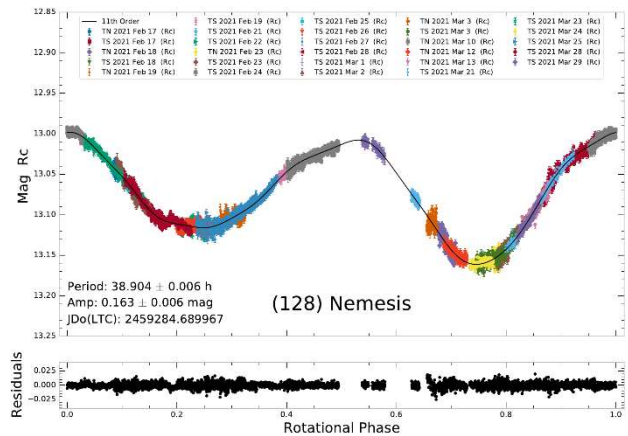 12.85
12.90
12.95
13.00
13.05
13.10
13.15
13.20
13.25
Mag Rc
11th Order
TN 2021 Feb 17 (Rc)
TS 2021 Feb 17 (Rc)
TN 2021 Feb 18 (Rc)
TS 2021 Feb 18 (Rc)
TN 2021 Feb 19 (Rc)
TS 2021 Feb 19 (Rc)
TS 2021 Feb 21 (Rc)
TS 2021 Feb 22 (Rc)
TN 2021 Feb 23 (Rc)
TS 2021 Feb 23 (Rc)
TS 2021 Feb 24 (Rc)
TS 2021 Feb 25 (Rc)
TS 2021 Feb 26 (Rc)
TS 2021 Feb 27 (Rc)
TS 2021 Feb 28 (Rc)
TS 2021 Mar 1 (Rc)
TS 2021 Mar 2 (Rc)
TN 2021 Mar 3 (Rc)
TS 2021 Mar 3 (Rc)
TN 2021 Mar 10 (Rc)
TN 2021 Mar 12 (Rc)
TN 2021 Mar 13 (Rc)
TS 2021 Mar 21 (Rc)
TS 2021 Mar 23 (Rc)
TS 2021 Mar 24 (Rc)
TS 2021 Mar 25 (Rc)
TS 2021 Mar 28 (Rc)
TS 2021 Mar 29 (Rc)
Period: 38.904 ± 0.006 h
Amp: 0.163 ± 0.006 mag
JDo(LTC): 2459284.689967
(128) Nemesis
Residuals
0.025
0.000
−0.025
0.0
0.2
0.4
0.6
0.8
1.0
Rotational Phase